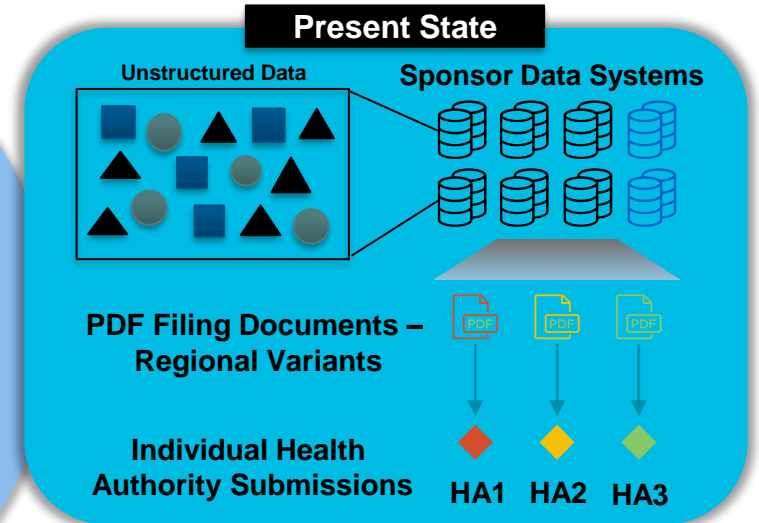 Present State
Unstructured Data
Sponsor Data Systems
PDF Filing Documents –
Regional Variants
PDF
PDF
PDF
Individual Health
Authority Submissions
HA1
HA2
HA3